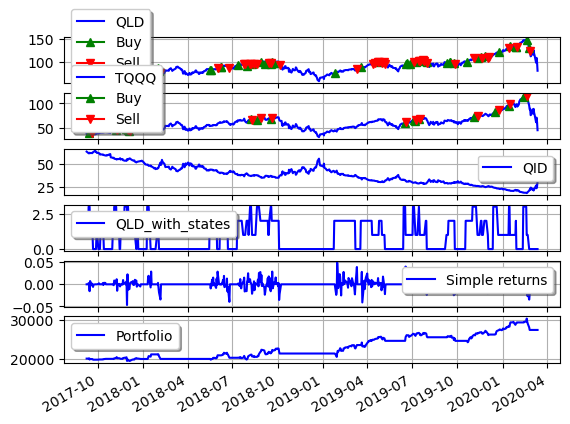 QLD
Buy
Sell
150
100
TQQQ
Buy
Sell
100
50
QID
50
25
QLD_with_states
2.5
0.0
Simple returns
0.05
0.00
−0.05
Portfolio
30000
20000
2017-10
2018-01
2018-04
2018-07
2018-10
2019-01
2019-04
2019-07
2019-10
2020-01
2020-04